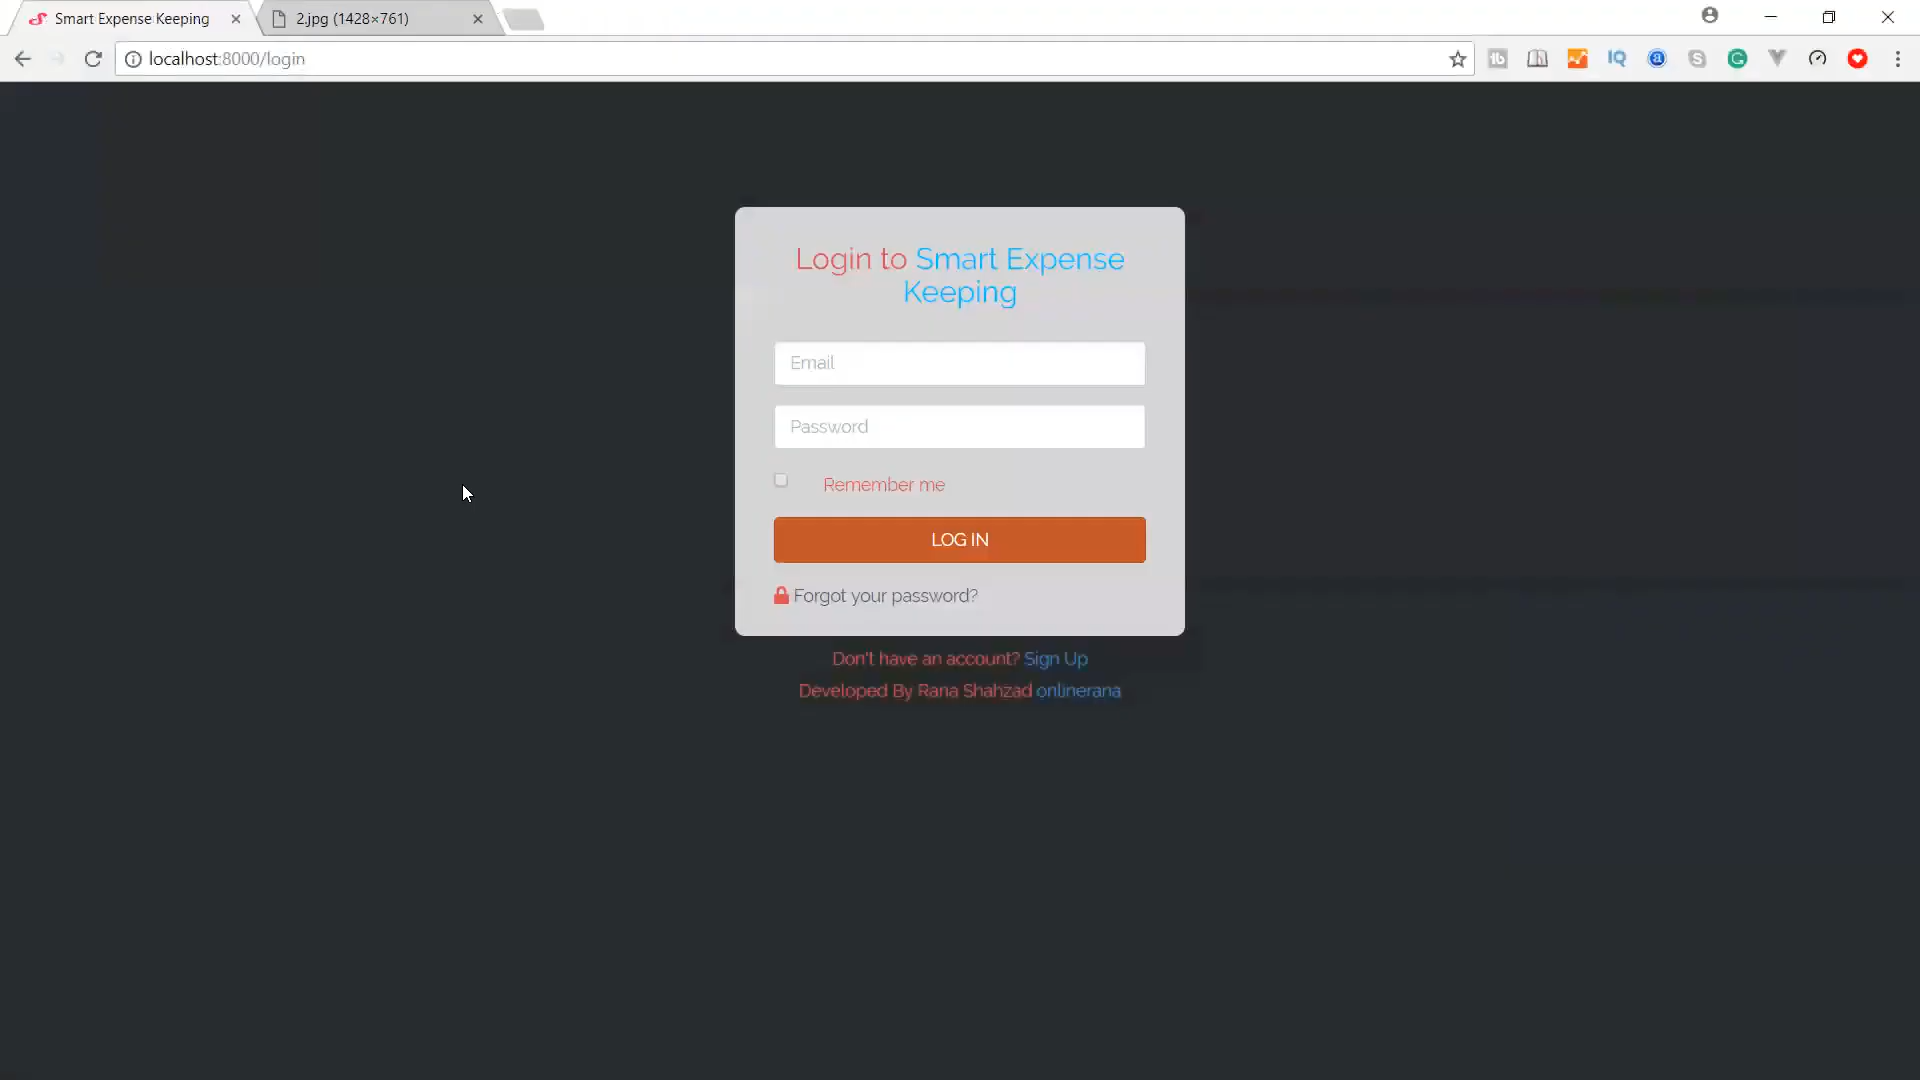 Smart Expense Keeping
2.jpg (1428×761)
localhost:8000/login
Login to Smart Expense
Keeping
Email
Password
Remember me
LOG IN
Forgot your password?
Don't have an account? Sign Up
Developed By Rana Shahzad onlinerana